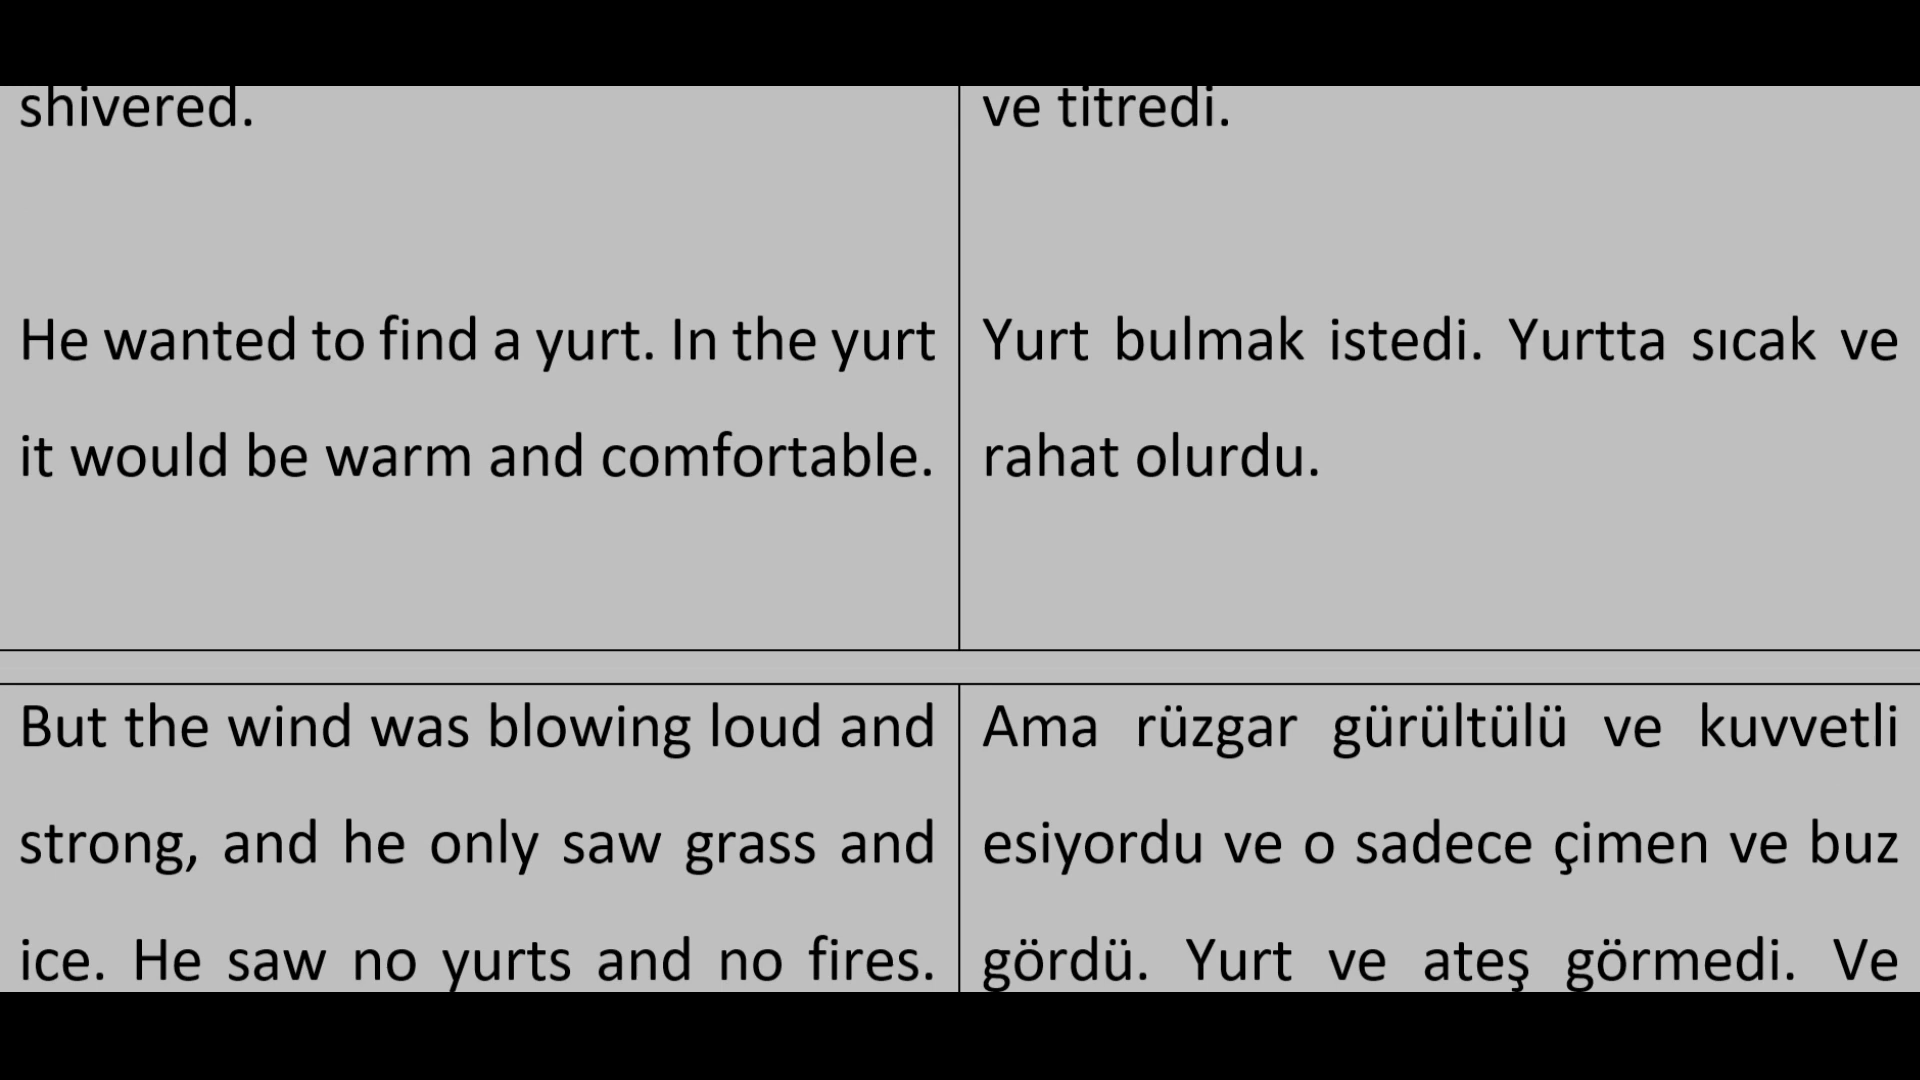 shivered.
He wanted to find a yurt. In the yurt
it would be warm and comfortable.
ve titredi.
Yurt bulmak istedi. Yurtta sıcak ve
rahat olurdu.
But the wind was blowing loud and
strong, and he only saw grass and
ice. He saw no yurts and no fires.
Ama rüzgar gürültülü ve kuvvetli
esiyordu ve o sadece çimen ve buz
gördü. Yurt ve ateş görmedi. Ve